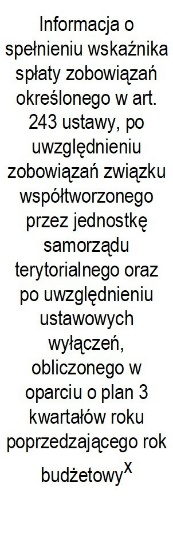 Informacja o
spełnieniu wskaźnika
spłaty zobowiązań
określonego w art.
243 ustawy, po
uwzględnieniu
zobowiązań związku
współtworzonego
przez jednostkę
samorządu
terytorialnego oraz
po uwzględnieniu
ustawowych
wyłączeń,
obliczonego w
oparciu o plan 3
kwartałów roku
poprzedzającego rok
budżetowy^x